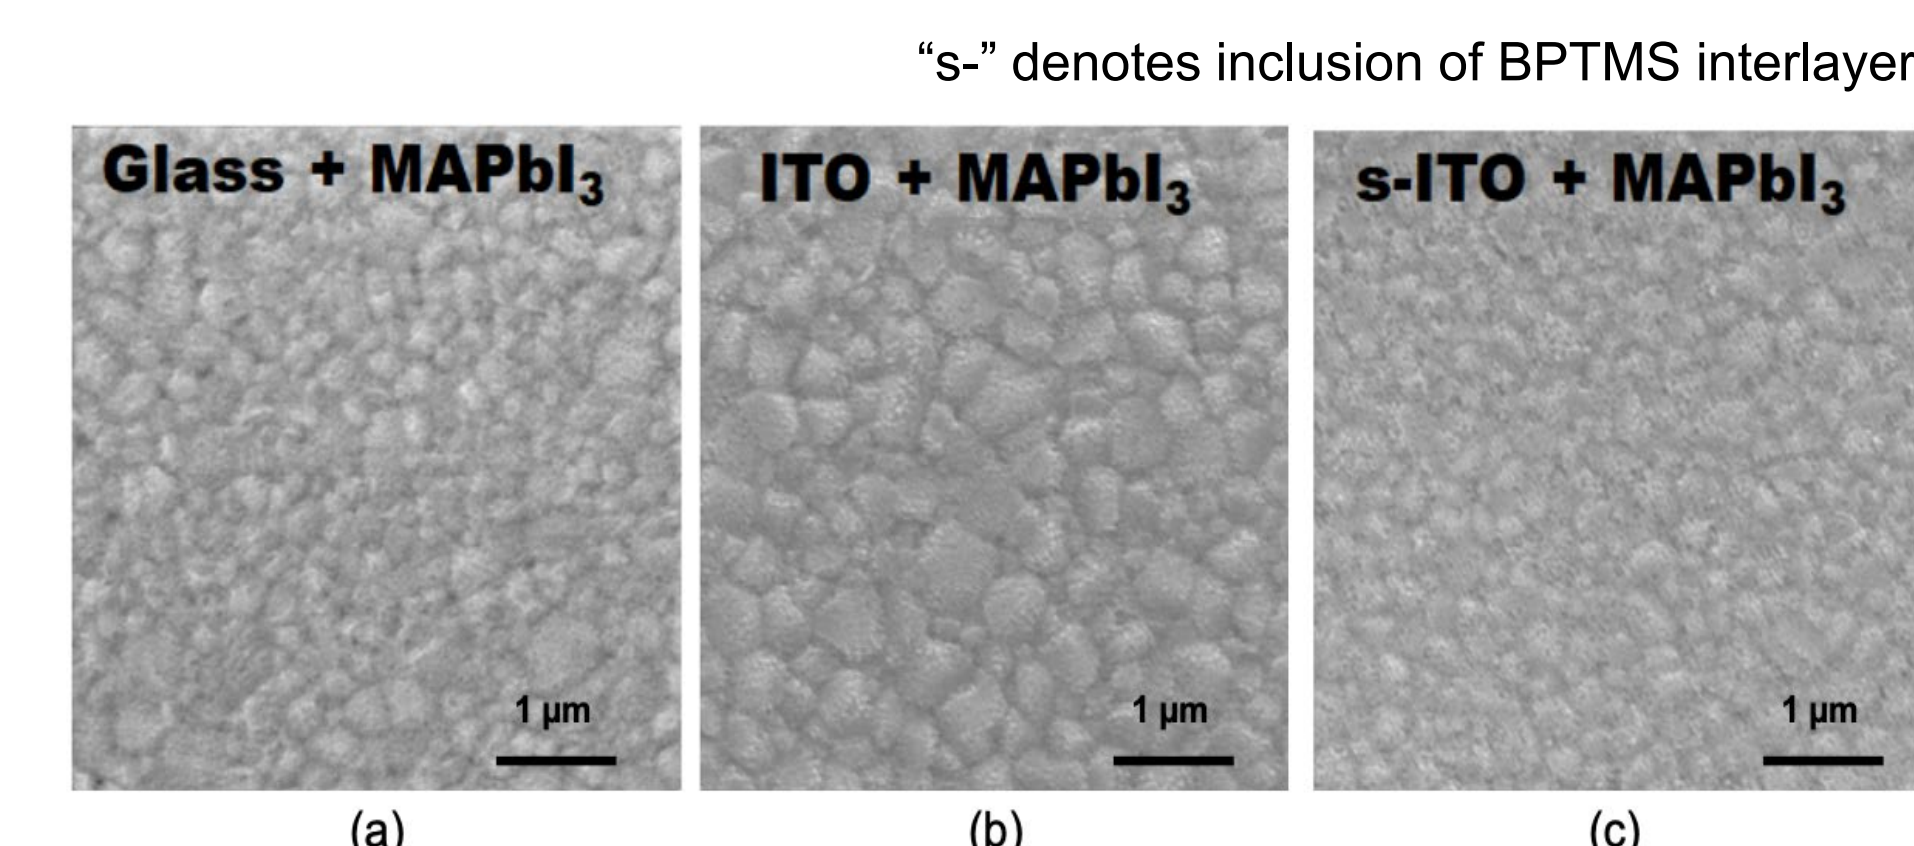 “s-” denotes inclusion of BPTMS interlayer
Glass + MAPbI₃
ITO + MAPbI₃
s-ITO + MAPbI₃
1 µm
1 µm
1 µm
(a)
(b)
(c)